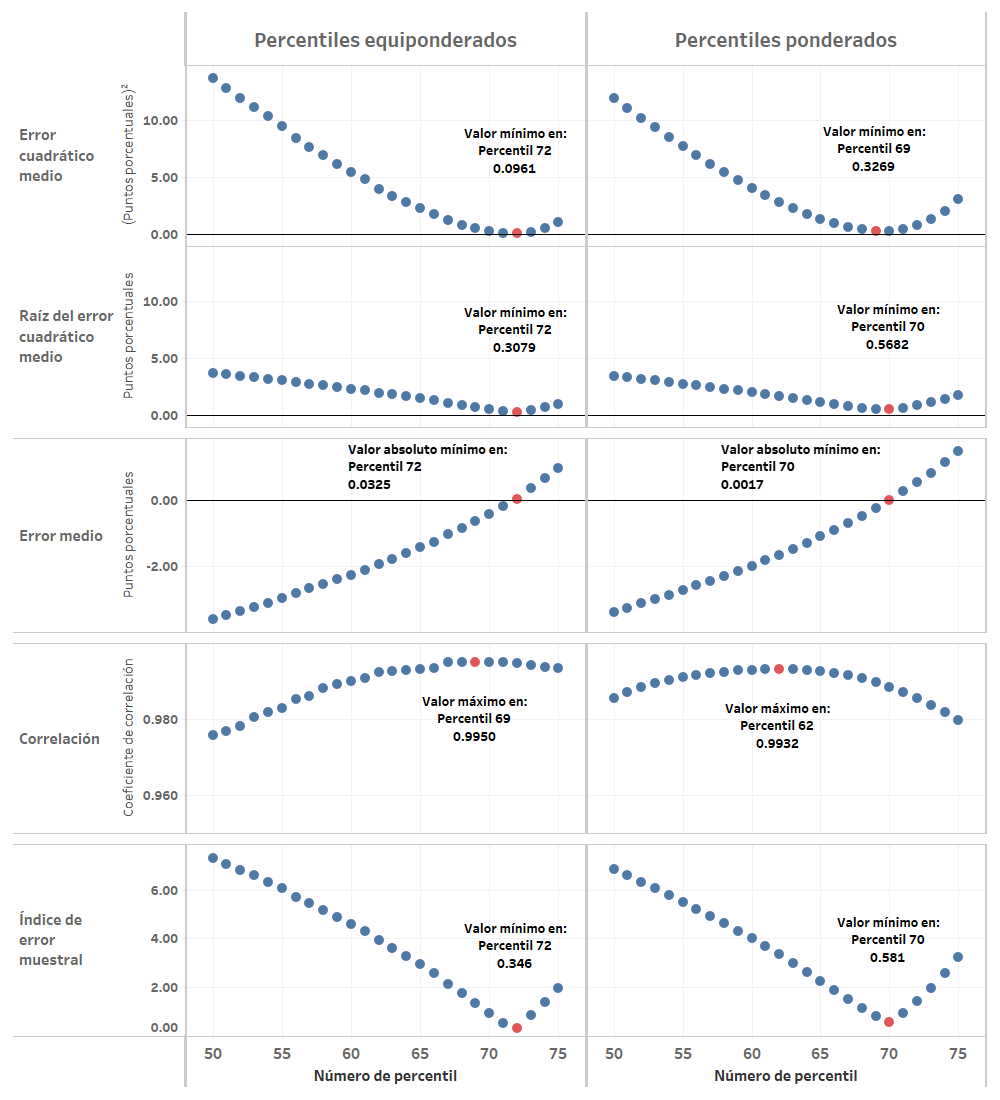 Percentiles equiponderados
Percentiles ponderados
Error
cuadrático
medio
(Puntos porcentuales)²
10.00
5.00
0.00
Valor mínimo en:
Percentil 72
0.0961
Valor mínimo en:
Percentil 69
0.3269
Raíz del error
cuadrático
medio
Puntos porcentuales
10.00
5.00
0.00
Valor mínimo en:
Percentil 72
0.3079
Valor mínimo en:
Percentil 70
0.5682
Error medio
Puntos porcentuales
0.00
-2.00
Valor absoluto mínimo en:
Percentil 72
0.0325
Valor absoluto mínimo en:
Percentil 70
0.0017
Correlación
Coeficiente de correlación
0.980
0.960
Valor máximo en:
Percentil 69
0.9950
Valor máximo en:
Percentil 62
0.9932
Índice de
error
muestral
6.00
4.00
2.00
0.00
Valor mínimo en:
Percentil 72
0.346
Valor mínimo en:
Percentil 70
0.581
50 55 60 65 70 75
50 55 60 65 70 75
Número de percentil
Número de percentil